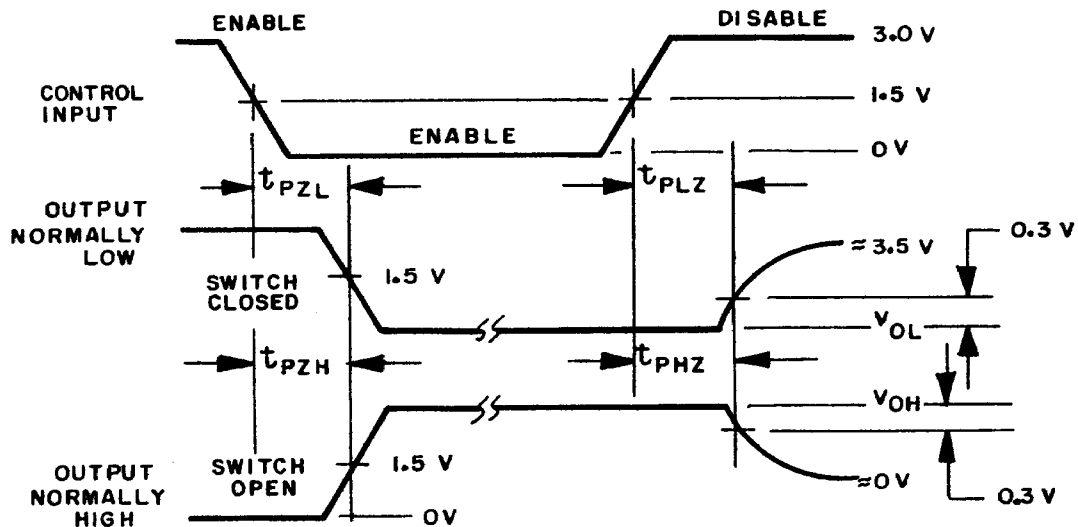 ENABLE
DISABLE
3.0 V
CONTROL
INPUT
1.5 V
ENABLE
0 V
tPZL
tPLZ
OUTPUT
NORMALLY
LOW
0.3 V
≈3.5 V
SWITCH
CLOSED
1.5 V
VOL
tPZH
tPHZ
VOH
SWITCH
OPEN
1.5 V
OUTPUT
NORMALLY
HIGH
≈0V
0.3 V
0V